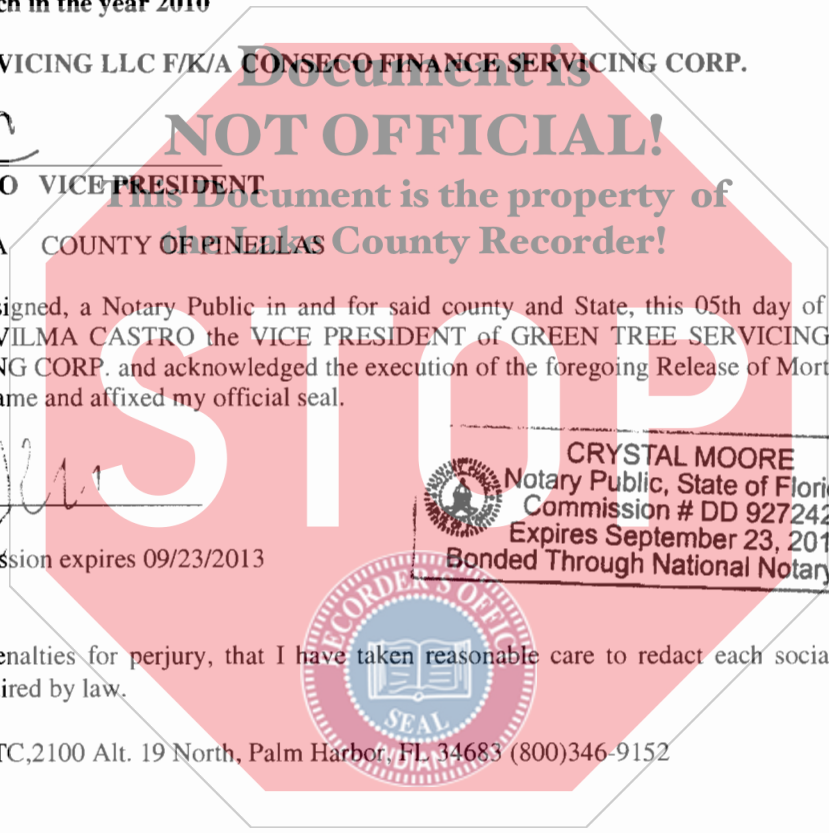 ch in the year 2010
VICING LLC F/K/A CONSECO FINANCE SERVICING CORP.
Document is
NOT OFFICIAL!
This Document is the property of
the Lake County Recorder!
O VICE PRESIDENT
A COUNTY OF PINELLAS
signed, a Notary Public in and for said county and State, this 05th day of
VILMA CASTRO the VICE PRESIDENT of GREEN TREE SERVICING
NG CORP. and acknowledged the execution of the foregoing Release of Mort
ame and affixed my official seal.
STOP
CRYSTAL MOORE
Notary Public, State of Flori
Commission # DD 927242
Expires September 23, 201
Bonded Through National Notary
ssion expires 09/23/2013
RECORDER'S OFFICE
SEAL
INDIANA
enalties for perjury, that I have taken reasonable care to redact each socia
ired by law.
TC,2100 Alt. 19 North, Palm Harbor, FL 34683 (800)346-9152